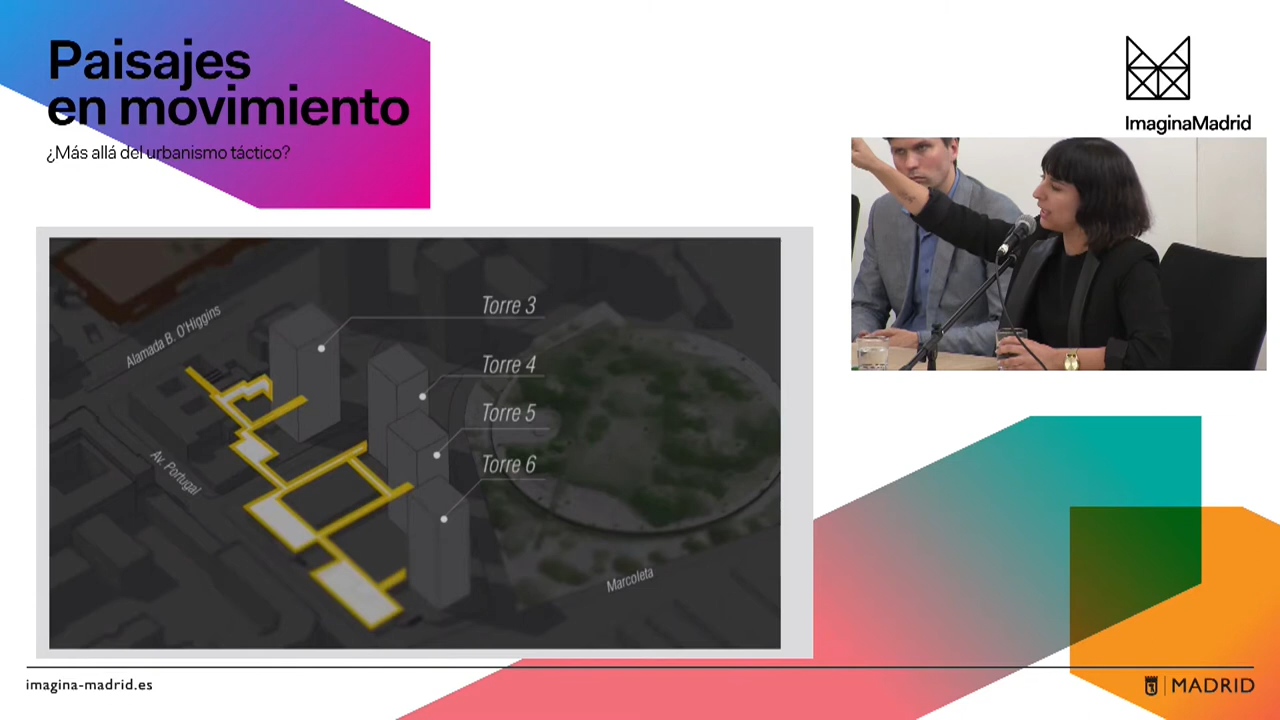 Paisajes
en movimiento
¿Más allá del urbanismo táctico?
ImaginaMadrid
Alamada B. O'Higgins
Torre 3
Torre 4
Torre 5
Torre 6
Av. Portugal
Marcoleta
imagina-madrid.es
MADRID